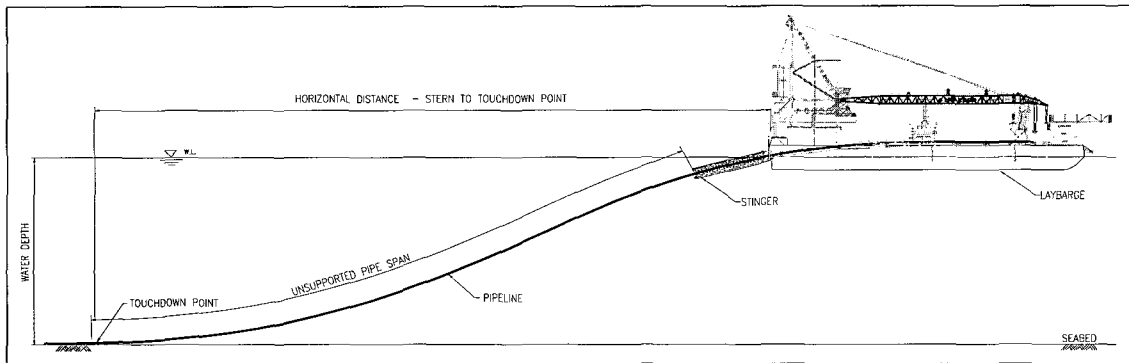 HORIZONTAL DISTANCE - STERN TO TOUCHDOWN POINT
W.L.
STINGER
LAYBARGE
WATER DEPTH
UNSUPPORTED PIPE SPAN
PIPELINE
TOUCHDOWN POINT
SEABED